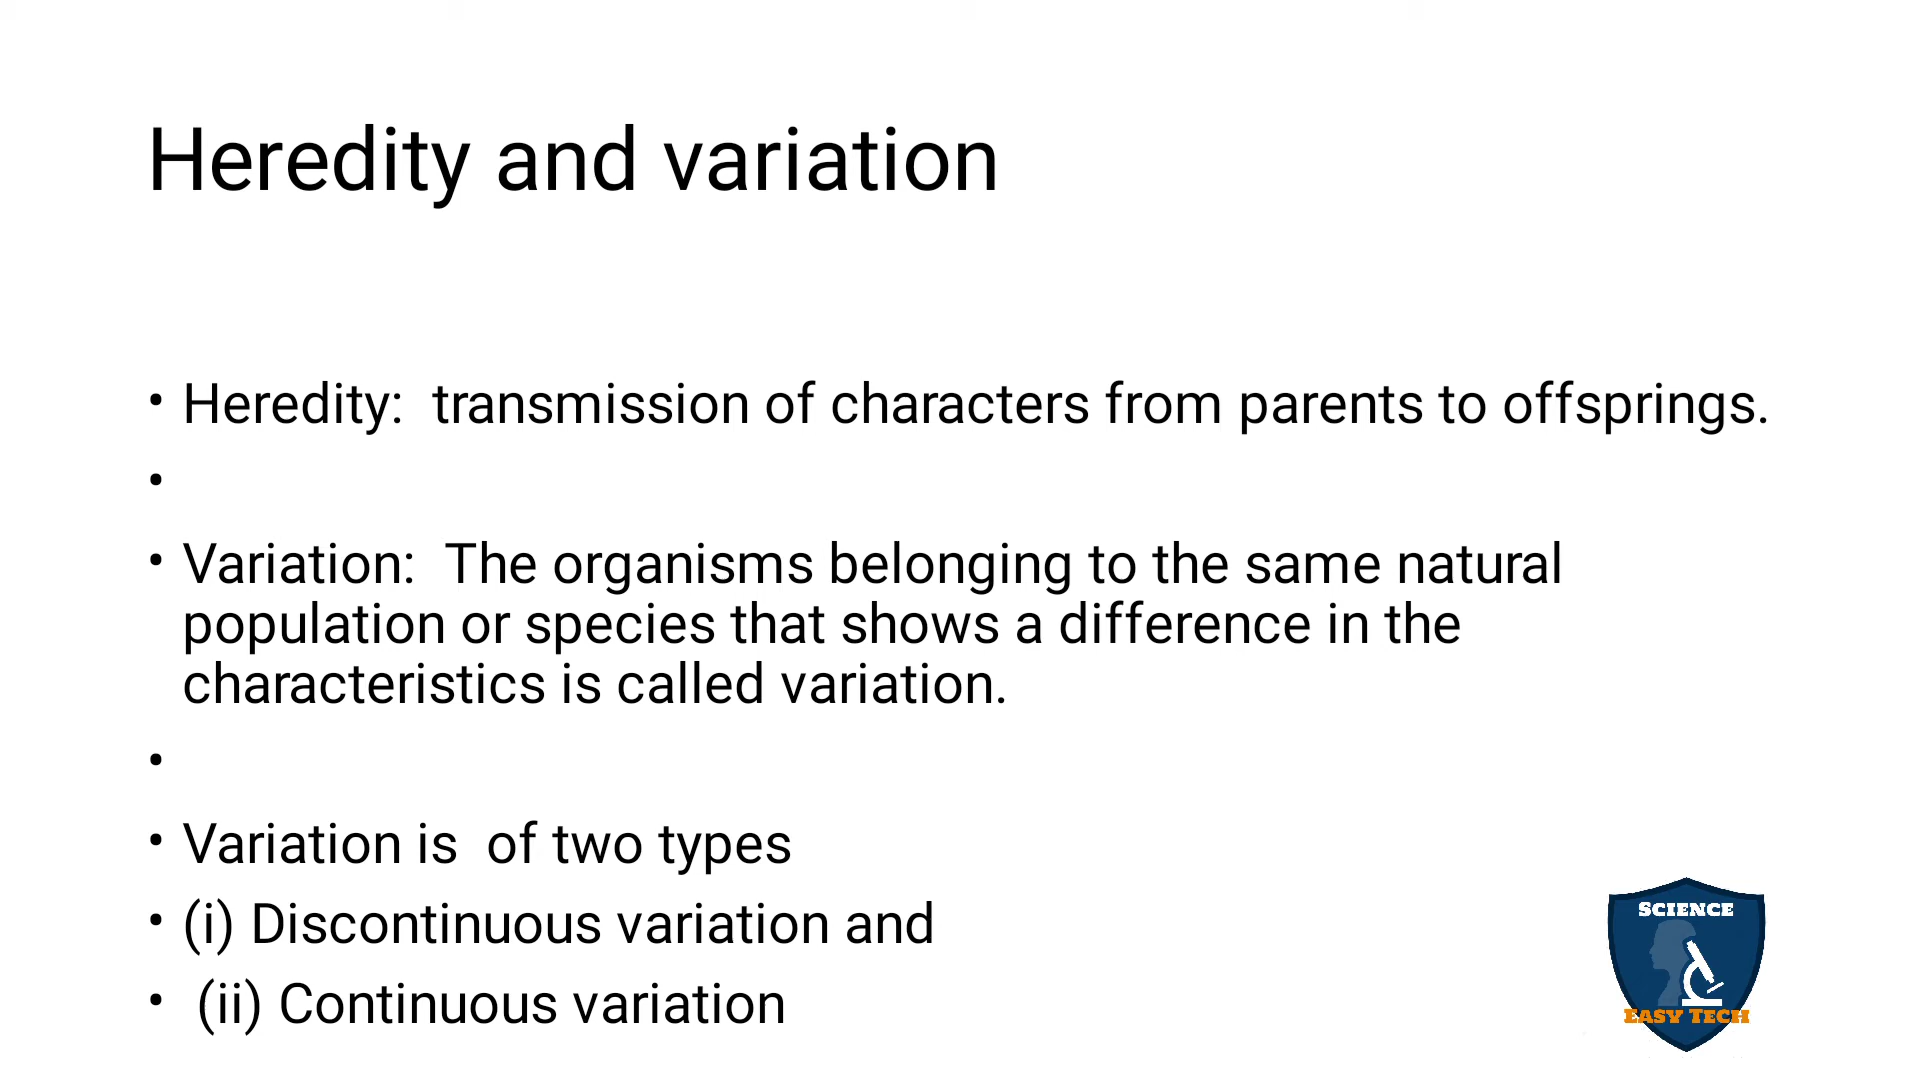 Heredity and variation
• Heredity:  transmission of characters from parents to offsprings.
•
• Variation:  The organisms belonging to the same natural
population or species that shows a difference in the
characteristics is called variation.
•
• Variation is  of two types
• (i) Discontinuous variation and
•  (ii) Continuous variation
SCIENCE
EASY TECH